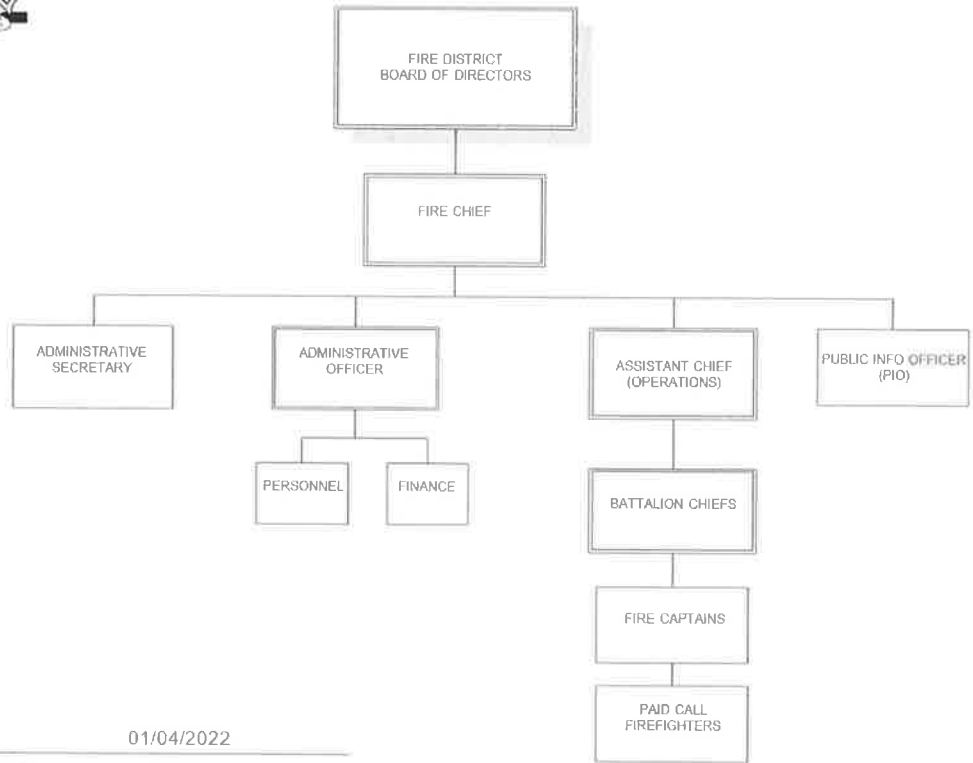 FIRE DISTRICT
BOARD OF DIRECTORS
FIRE CHIEF
ADMINISTRATIVE
SECRETARY
ADMINISTRATIVE
OFFICER
ASSISTANT CHIEF
(OPERATIONS)
PUBLIC INFO OFFICER
(PIO)
PERSONNEL
FINANCE
BATTALION CHIEFS
FIRE CAPTAINS
PAID CALL
FIREFIGHTERS
01/04/2022